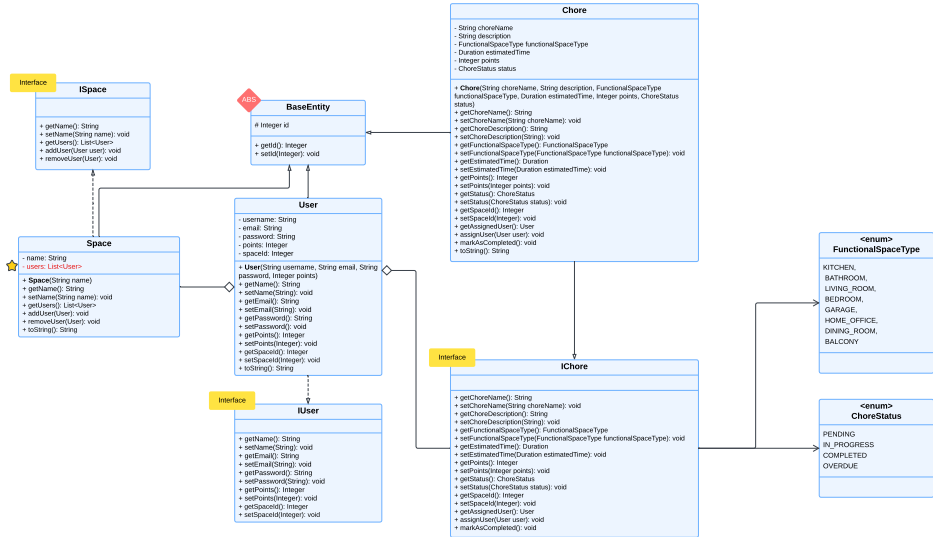 Interface
ISpace
+ getName(): String
+ setName(String name): void
+ getUsers(): List<User>
+ addUser(User user): void
+ removeUser(User): void
ABS
BaseEntity
# Integer id
+ getId(): Integer
+ setId(Integer): void
Chore
- String choreName
- String description
- FunctionalSpaceType functionalSpaceType
- Duration estimatedTime
- Integer points
- ChoreStatus status
+ Chore(String choreName, String description, FunctionalSpaceType
functionalSpaceType, Duration estimatedTime, Integer points, ChoreStatus
status)
+ getChoreName(): String
+ setChoreName(String choreName): void
+ getChoreDescription(): String
+ setChoreDescription(String): void
+ getFunctionalSpaceType(): FunctionalSpaceType
+ setFunctionalSpaceType(FunctionalSpaceType functionalSpaceType): void
+ getEstimatedTime(): Duration
+ setEstimatedTime(Duration estimatedTime): void
+ getPoints(): Integer
+ setPoints(Integer points): void
+ getStatus(): ChoreStatus
+ setStatus(ChoreStatus status): void
+ getSpaceId(): Integer
+ setSpaceId(Integer): void
+ getAssignedUser(): User
+ assignUser(User user): void
+ markAsCompleted(): void
+ toString(): String
Space
- name: String
- users: List<User>
+ Space(String name)
+ getName(): String
+ setName(String name): void
+ getUsers(): List<User>
+ addUser(User): void
+ removeUser(User): void
+ toString(): String
User
- username: String
- email: String
- password: String
- points: Integer
- spaceId: Integer
+ User(String username, String email, String
password, Integer points)
+ getName(): String
+ setName(String): void
+ getEmail(): String
+ setEmail(String): void
+ getPassword(): String
+ setPassword(): void
+ getPoints(): Integer
+ setPoints(Integer): void
+ getSpaceId(): Integer
+ setSpaceId(Integer): void
+ toString(): String
Interface
IUser
+ getName(): String
+ setName(String): void
+ getEmail(): String
+ setEmail(String): void
+ getPassword(): String
+ setPassword(String): void
+ getPoints(): Integer
+ setPoints(Integer): void
+ getSpaceId(): Integer
+ setSpaceId(Integer): void
Interface
IChore
+ getChoreName(): String
+ setChoreName(String choreName): void
+ getChoreDescription(): String
+ setChoreDescription(String): void
+ getFunctionalSpaceType(): FunctionalSpaceType
+ setFunctionalSpaceType(FunctionalSpaceType functionalSpaceType): void
+ getEstimatedTime(): Duration
+ setEstimatedTime(Duration estimatedTime): void
+ getPoints(): Integer
+ setPoints(Integer points): void
+ getStatus(): ChoreStatus
+ setStatus(ChoreStatus status): void
+ getSpaceId(): Integer
+ setSpaceId(Integer): void
+ getAssignedUser(): User
+ assignUser(User user): void
+ markAsCompleted(): void
<enum>
FunctionalSpaceType
KITCHEN,
BATHROOM,
LIVING_ROOM,
BEDROOM,
GARAGE,
HOME_OFFICE,
DINING_ROOM,
BALCONY
<enum>
ChoreStatus
PENDING
IN_PROGRESS
COMPLETED
OVERDUE